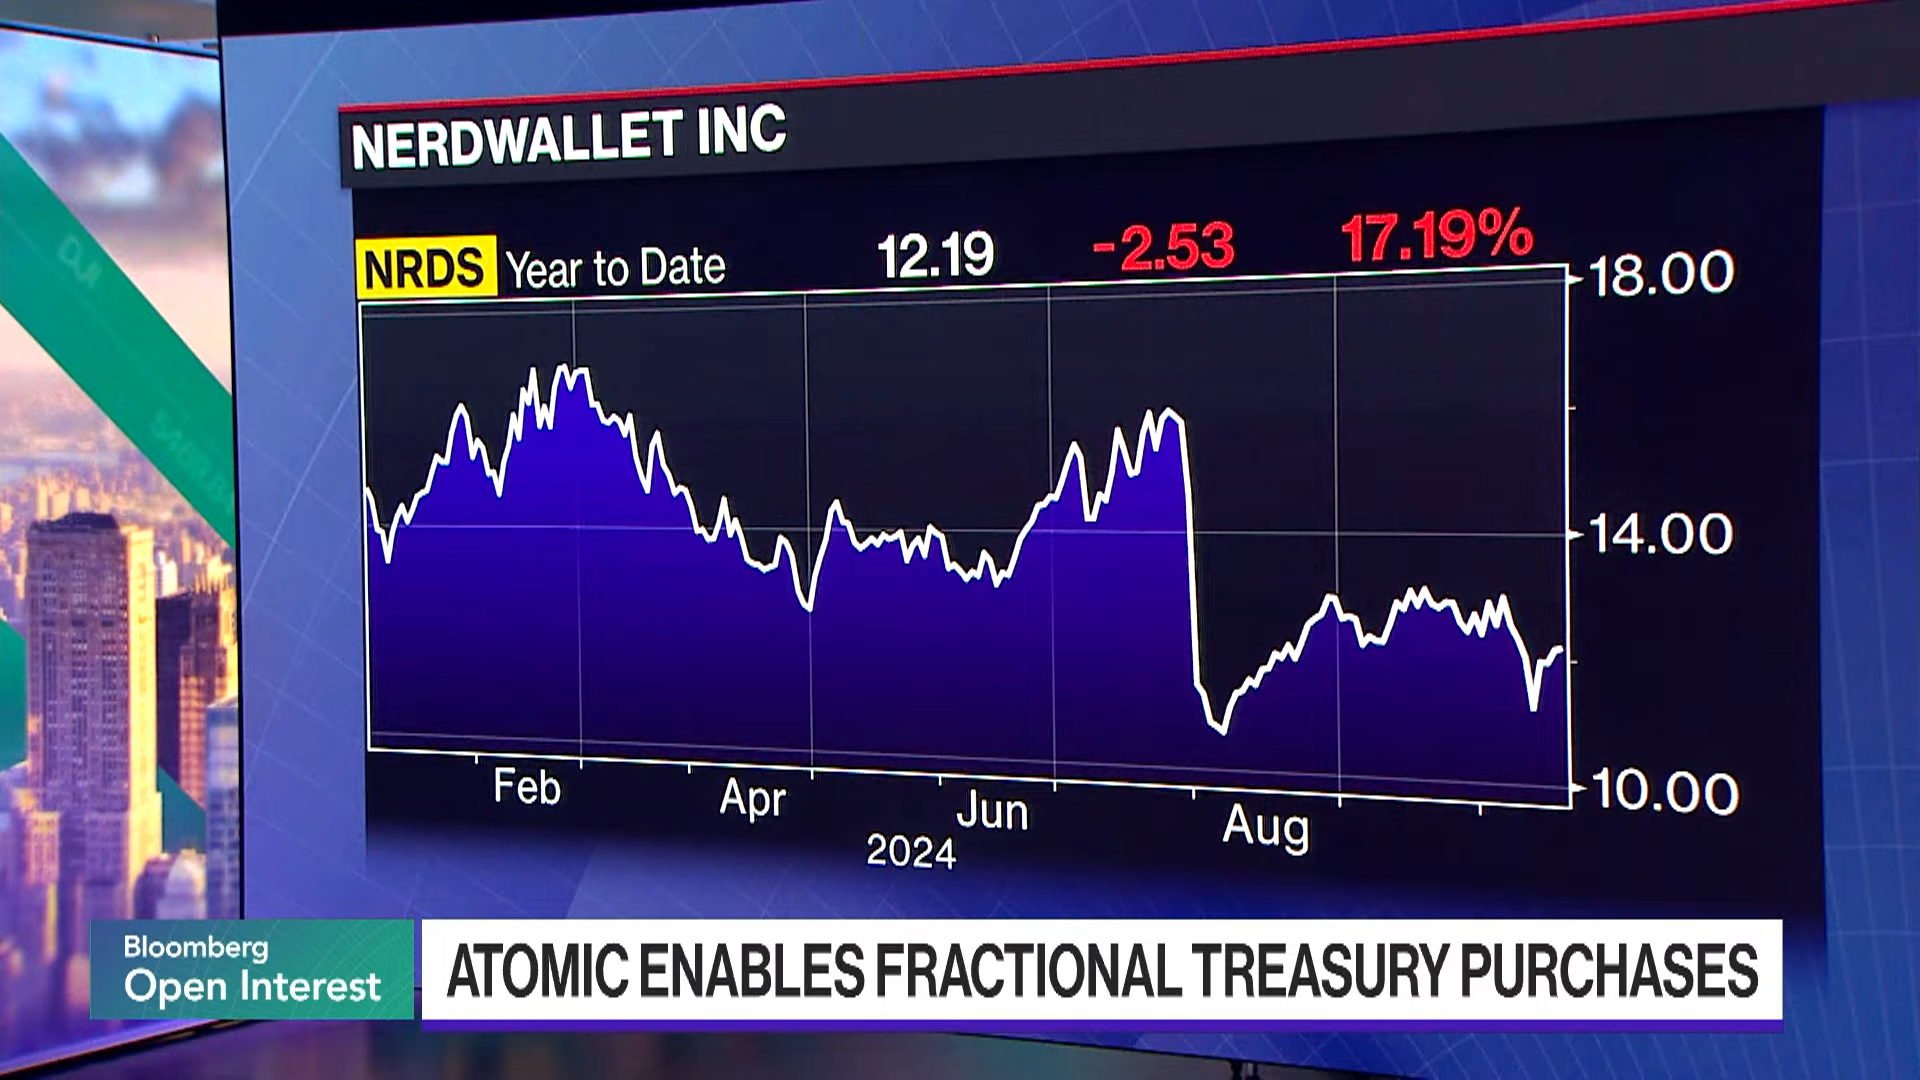 NERDWALLET INC
NRDS Year to Date 12.19 -2.53 17.19%
18.00
14.00
10.00
Feb Apr Jun Aug
2024
DJI
Bloomberg
Open Interest
ATOMIC ENABLES FRACTIONAL TREASURY PURCHASES